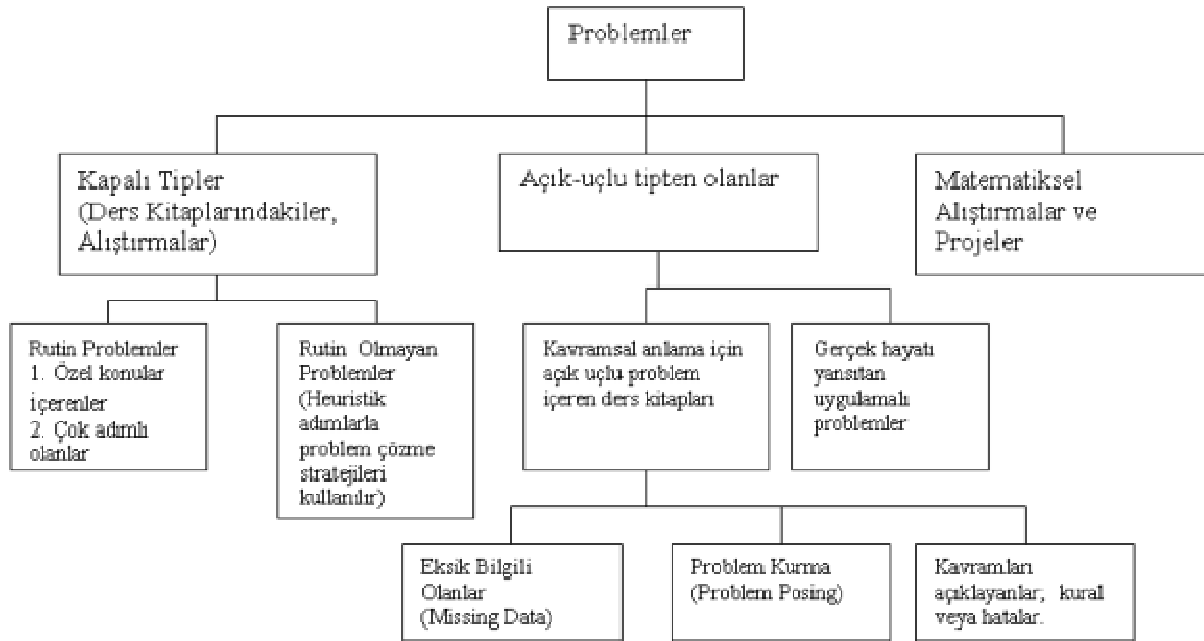 Problemler
Kapalı Tipler
(Ders Kitaplarındakiler,
Alıştırmalar)
Açık-uçlu tipten olanlar
Matematiksel
Alıştırmalar ve
Projeler
Rutin Problemler
1. Özel konular
içerenler
2. Çok adımlı
olanlar
Rutin Olmayan
Problemler
(Heuristik
adımlarla
problem çözme
stratejileri
kullanılır)
Kavramsal anlama için
açık uçlu problem
içeren ders kitapları
Gerçek hayatı
yansıtan
uygulamalı
problemler
Eksik Bilgili
Olanlar
(Missing Data)
Problem Kurma
(Problem Posing)
Kavramları
açıklayanlar, kural
veya hatalar.